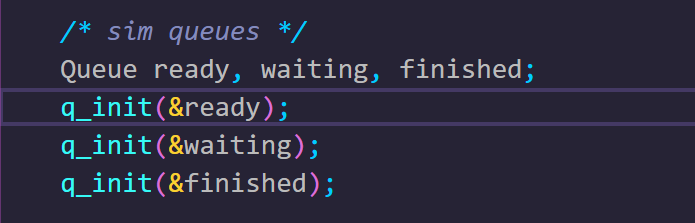 /* sim queues */
Queue ready, waiting, finished;
q_init(&ready);
q_init(&waiting);
q_init(&finished);